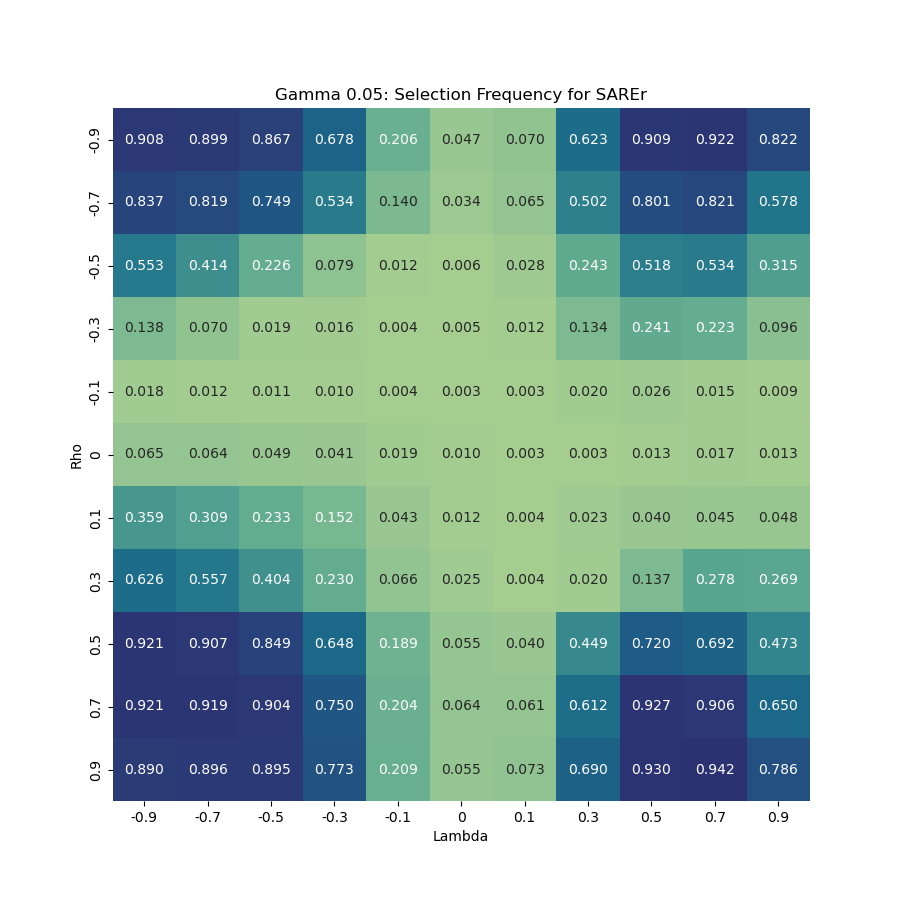 Gamma 0.05: Selection Frequency for SAREr
-0.9 0.908 0.899 0.867 0.678 0.206 0.047 0.070 0.623 0.909 0.922 0.822
-0.7 0.837 0.819 0.749 0.534 0.140 0.034 0.065 0.502 0.801 0.821 0.578
-0.5 0.553 0.414 0.226 0.079 0.012 0.006 0.028 0.243 0.518 0.534 0.315
-0.3 0.138 0.070 0.019 0.016 0.004 0.005 0.012 0.134 0.241 0.223 0.096
-0.1 0.018 0.012 0.011 0.010 0.004 0.003 0.003 0.020 0.026 0.015 0.009
Rho
0 0.065 0.064 0.049 0.041 0.019 0.010 0.003 0.003 0.013 0.017 0.013
0.1 0.359 0.309 0.233 0.152 0.043 0.012 0.004 0.023 0.040 0.045 0.048
0.3 0.626 0.557 0.404 0.230 0.066 0.025 0.004 0.020 0.137 0.278 0.269
0.5 0.921 0.907 0.849 0.648 0.189 0.055 0.040 0.449 0.720 0.692 0.473
0.7 0.921 0.919 0.904 0.750 0.204 0.064 0.061 0.612 0.927 0.906 0.650
0.9 0.890 0.896 0.895 0.773 0.209 0.055 0.073 0.690 0.930 0.942 0.786
-0.9 -0.7 -0.5 -0.3 -0.1 0 0.1 0.3 0.5 0.7 0.9
Lambda